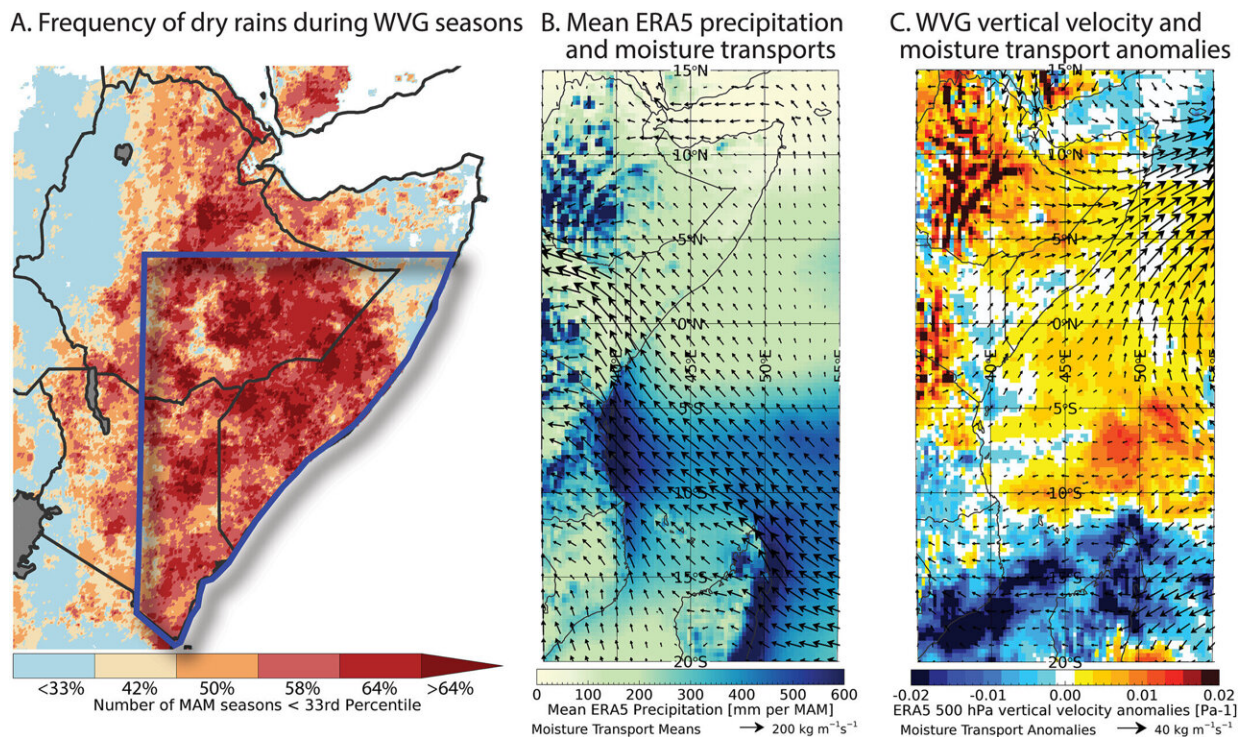 A. Frequency of dry rains during WVG seasons
<33% 42% 50% 58% 64% >64%
Number of MAM seasons < 33rd Percentile
B. Mean ERA5 precipitation
and moisture transports
15°N
10°N
5°N
0°N
40°E 45°E 50°E 55°E
5°S
10°S
15°S
20°S
0 100 200 300 400 500 600
Mean ERA5 Precipitation [mm per MAM]
Moisture Transport Means 200 kg m⁻¹s⁻¹
C. WVG vertical velocity and
moisture transport anomalies
15°N
10°N
5°N
0°N
40°E 45°E 50°E 55°E
5°S
10°S
15°S
20°S
-0.02 -0.01 0.00 0.01 0.02
ERA5 500 hPa vertical velocity anomalies [Pa-1]
Moisture Transport Anomalies 40 kg m⁻¹s⁻¹